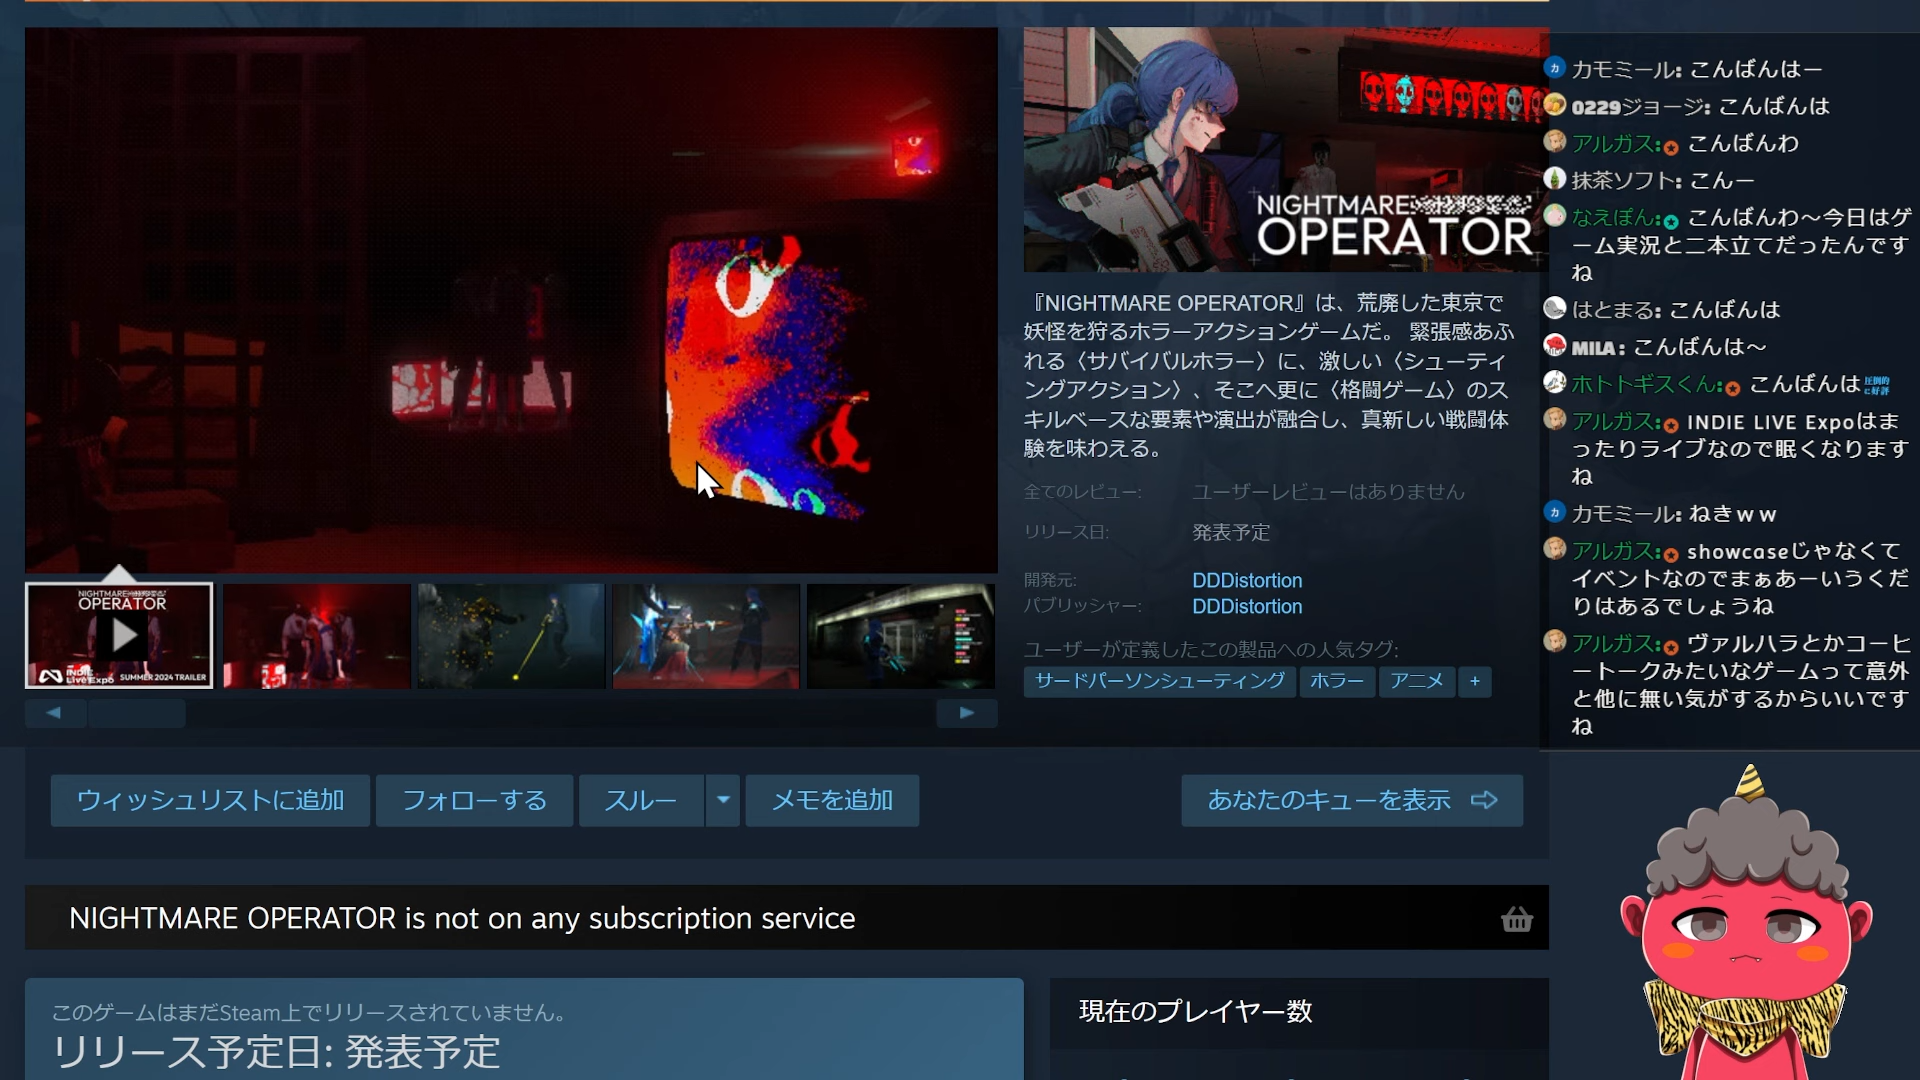 NIGHTMARE
OPERATOR
『NIGHTMARE OPERATOR』は、荒廃した東京で
妖怪を狩るホラーアクションゲームだ。 緊張感あふ
れる〈サバイバルホラー〉に、激しい〈シューティ
ングアクション〉、そこへ更に〈格闘ゲーム〉のス
キルベースな要素や演出が融合し、真新しい戦闘体
験を味わえる。
全てのレビュー: ユーザーレビューはありません
リリース日: 発表予定
開発元: DDDistortion
パブリッシャー: DDDistortion
ユーザーが定義したこの製品への人気タグ:
サードパーソンシューティング ホラー アニメ +
NIGHTMARE
OPERATOR
INDIE
Live Expo SUMMER 2024 TRAILER
ウィッシュリストに追加 フォローする スルー メモを追加 あなたのキューを表示
NIGHTMARE OPERATOR is not on any subscription service
このゲームはまだSteam上でリリースされていません。
リリース予定日: 発表予定
現在のプレイヤー数
カ カモミール: こんばんはー
0229ジョージ: こんばんは
アルガス: こんばんわ
抹茶ソフト: こんー
なえぽん: こんばんわ～今日はゲ
ーム実況と二本立てだったんです
ね
はとまる: こんばんは
MILA: こんばんは～
ホトトギスくん: こんばんは 圧倒的に好評
アルガス: INDIE LIVE Expoはま
ったりライブなので眠くなります
ね
カ カモミール: ねきｗｗ
アルガス: showcaseじゃなくて
イベントなのでまぁあーいうくだ
りはあるでしょうね
アルガス: ヴァルハラとかコーヒ
ートークみたいなゲームって意外
と他に無い気がするからいいです
ね